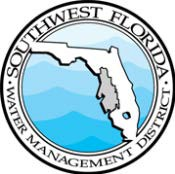 SOUTHWEST FLORIDA
WATER MANAGEMENT DISTRICT